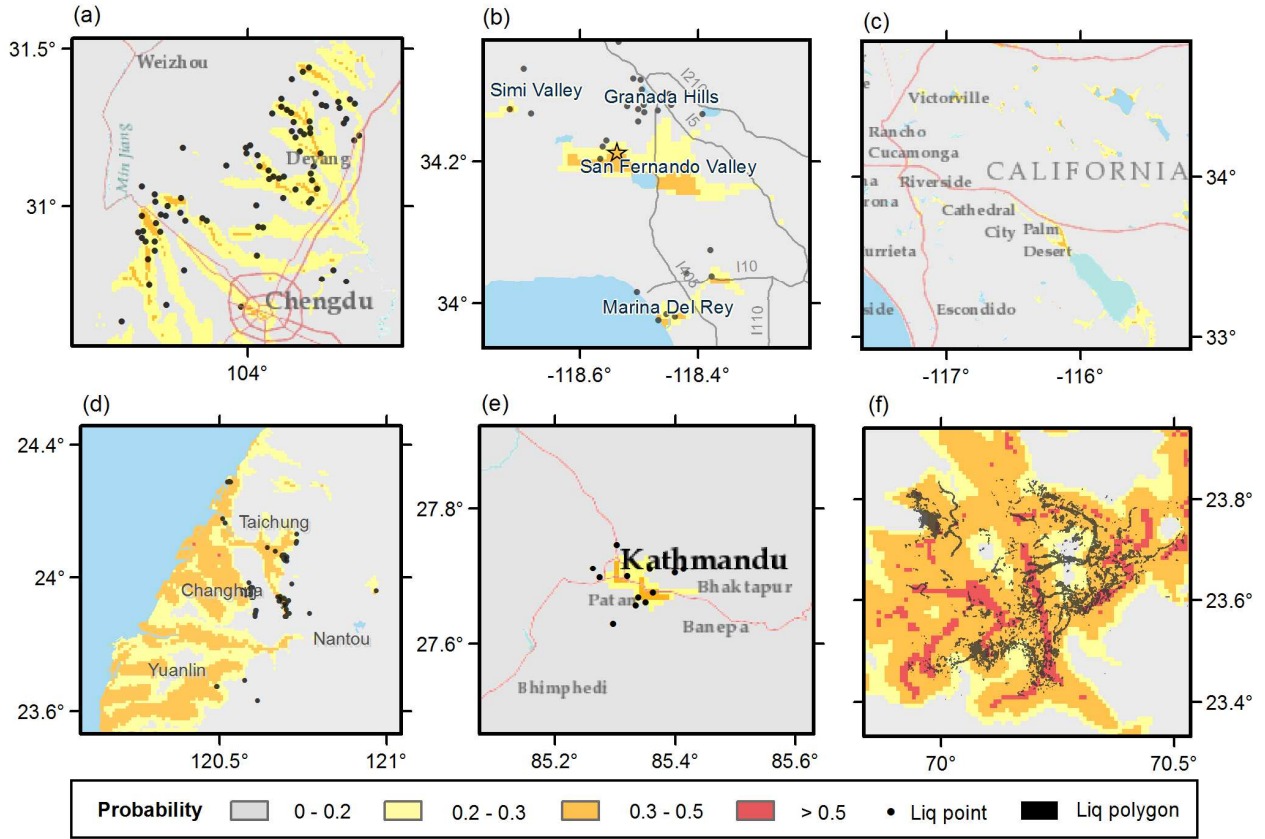 (a)
(b)
(c)
31.5°
31°
104°
Weizhou
Min Jiang
Deyang
Chengdu
34.2°
34°
-118.6°
-118.4°
Simi Valley
Granada Hills
I210
I5
San Fernando Valley
I405
I10
Marina Del Rey
I110
34°
33°
-117°
-116°
Victorville
Rancho
Cucamonga
CALIFORNIA
Riverside
rona
Cathedral
City
Palm
Desert
urrieta
side
Escondido
(d)
(e)
(f)
24.4°
24°
23.6°
120.5°
121°
Taichung
Changhua
Nantou
Yuanlin
27.8°
27.6°
85.2°
85.4°
85.6°
Kathmandu
Patan
Bhaktapur
Banepa
Bhimphedi
23.8°
23.6°
23.4°
70°
70.5°
Probability 0 - 0.2 0.2 - 0.3 0.3 - 0.5 > 0.5 Liq point Liq polygon